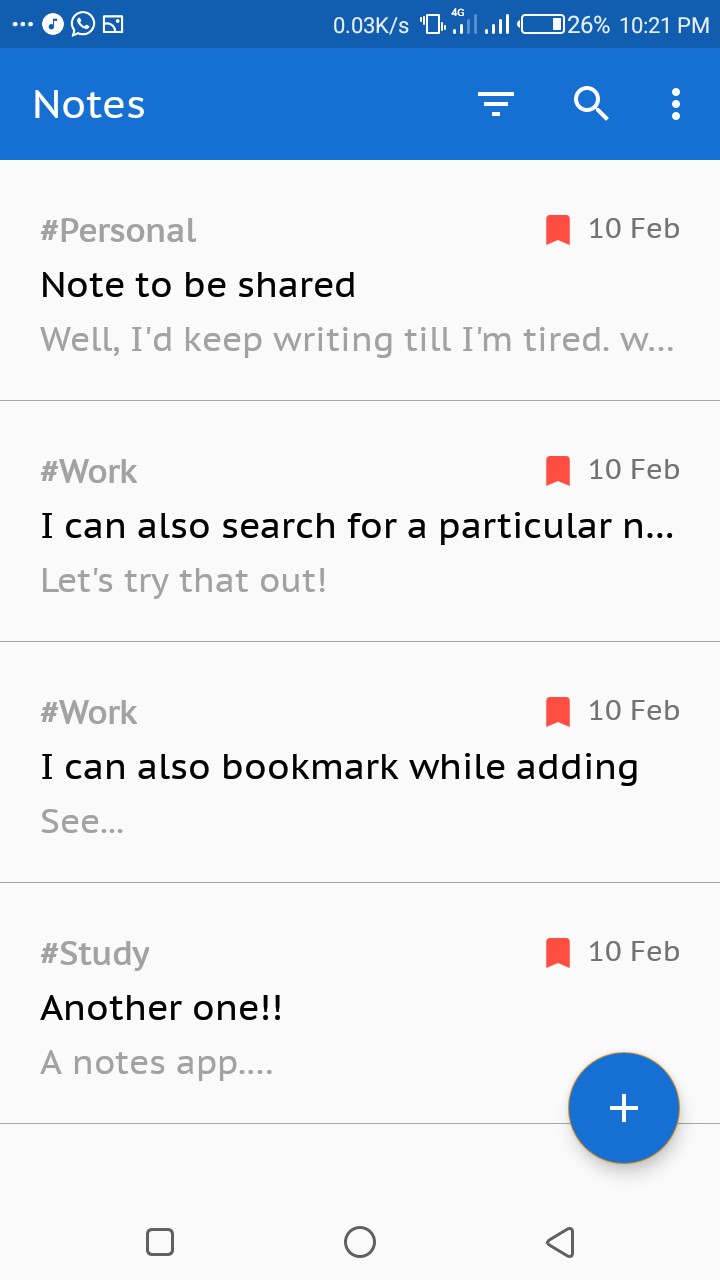 0.03K/s 4G 26% 10:21 PM
Notes
#Personal 10 Feb
Note to be shared
Well, I'd keep writing till I'm tired. w...
#Work 10 Feb
I can also search for a particular n...
Let's try that out!
#Work 10 Feb
I can also bookmark while adding
See...
#Study 10 Feb
Another one!!
A notes app....